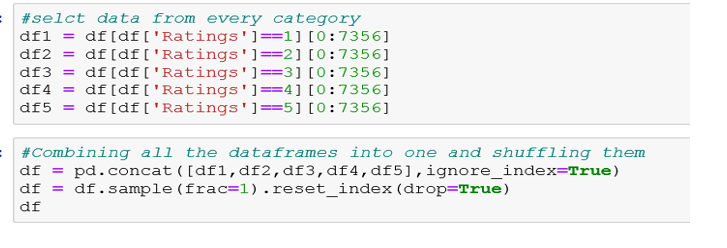 : #selct data from every category
df1 = df[df['Ratings']==1][0:7356]
df2 = df[df['Ratings']==2][0:7356]
df3 = df[df['Ratings']==3][0:7356]
df4 = df[df['Ratings']==4][0:7356]
df5 = df[df['Ratings']==5][0:7356]
: #Combining all the dataframes into one and shuffling them
df = pd.concat([df1,df2,df3,df4,df5],ignore_index=True)
df = df.sample(frac=1).reset_index(drop=True)
df